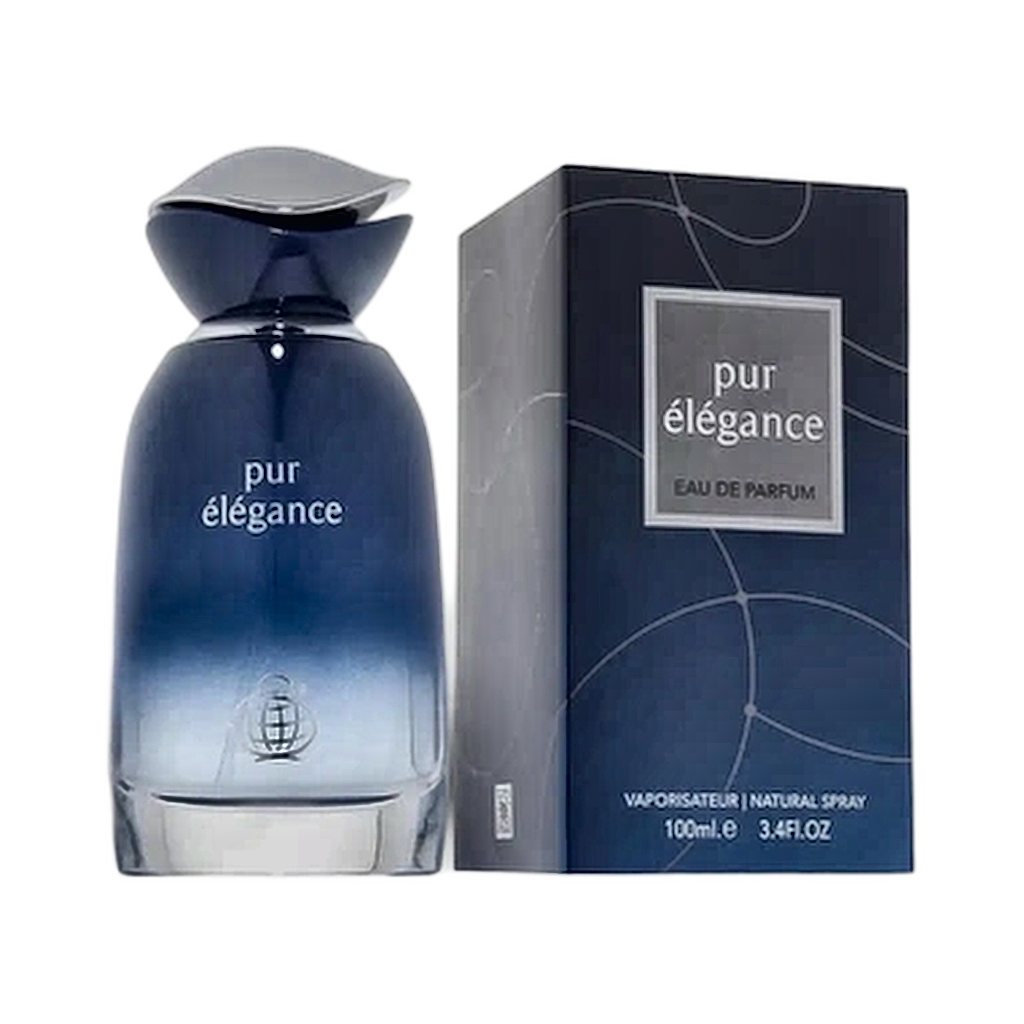 pur
élégance
pur
élégance
EAU DE PARFUM
VAPORISATEUR | NATURAL SPRAY
100ml.e 3.4Fl.OZ